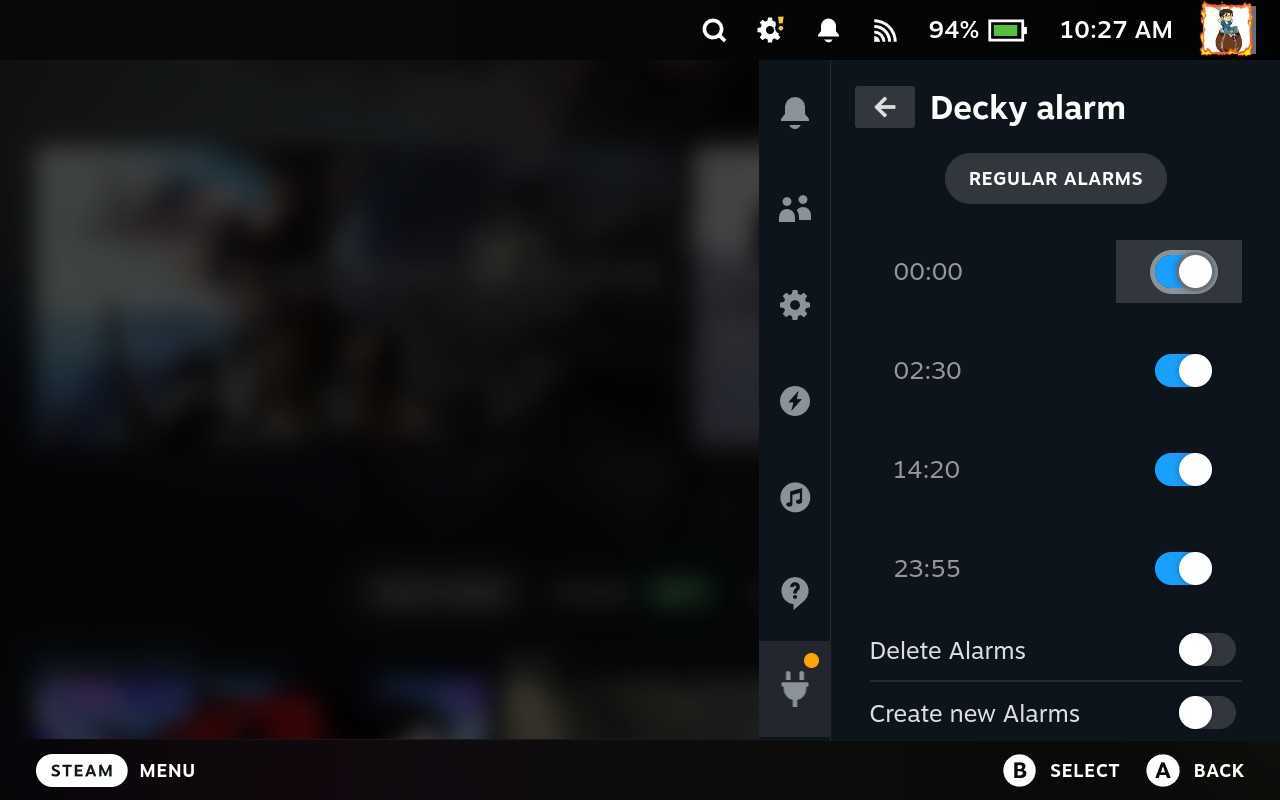 94% 10:27 AM
Decky alarm
REGULAR ALARMS
00:00
02:30
14:20
23:55
Delete Alarms
Create new Alarms
STEAM MENU B SELECT A BACK